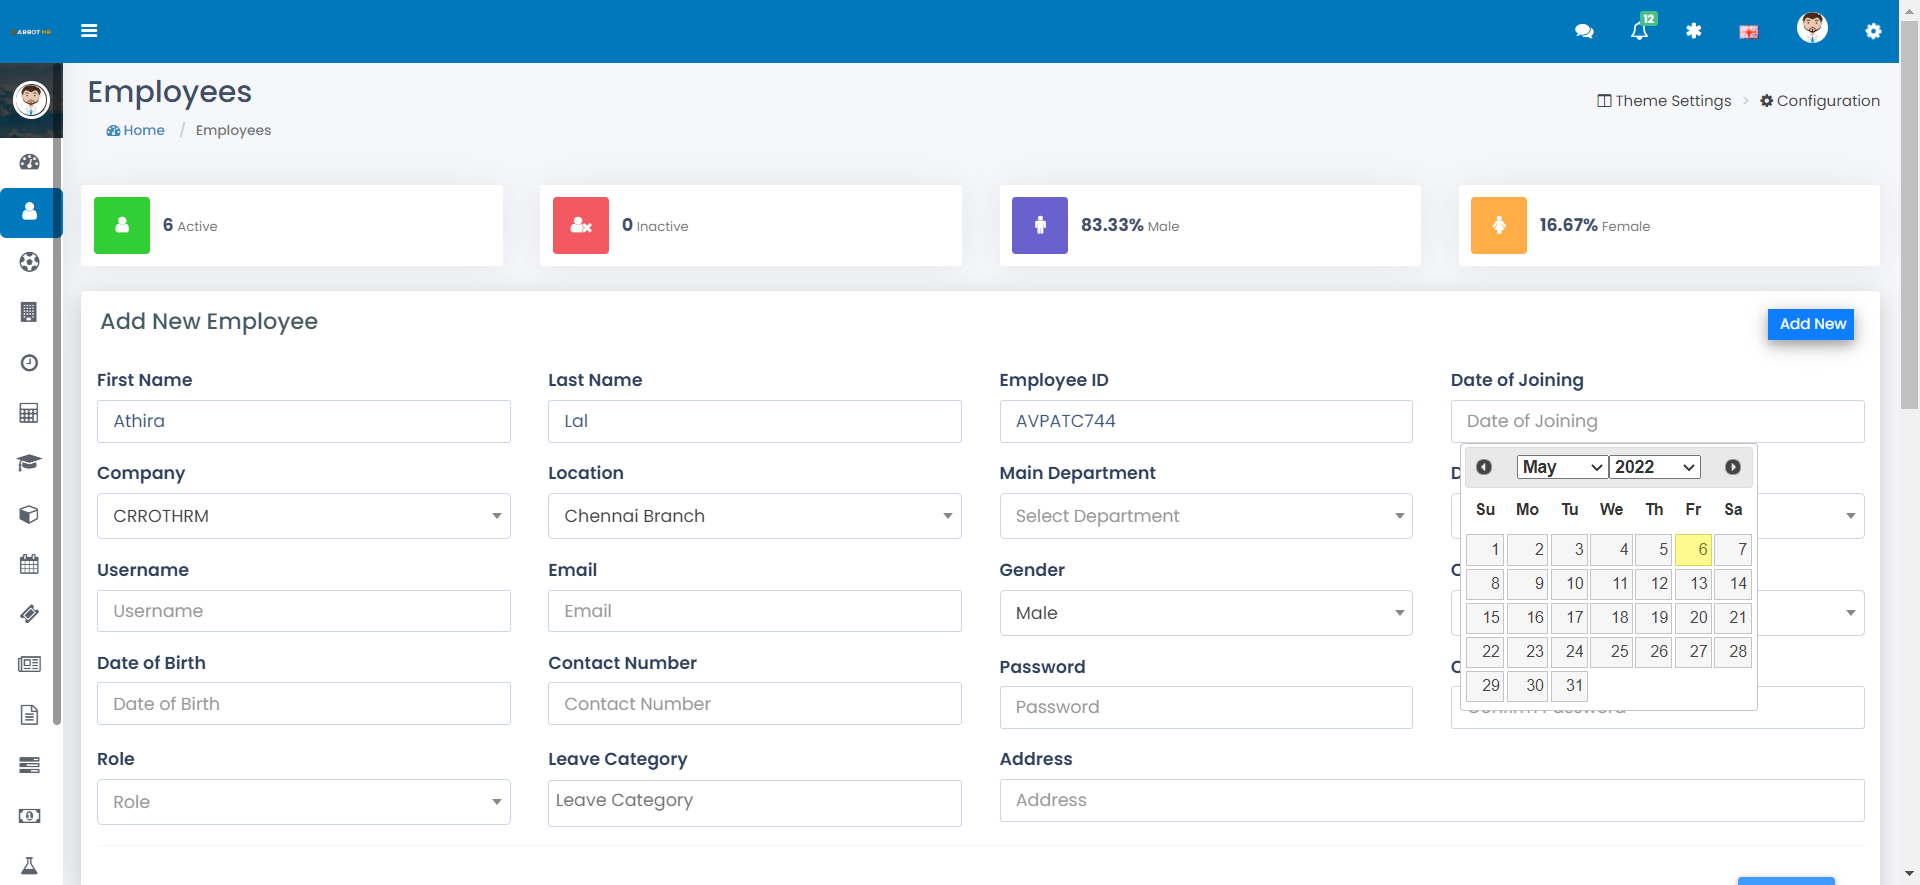 ARROT HR
12
Employees
Theme Settings > Configuration
Home / Employees
6 Active
0 Inactive
83.33% Male
16.67% Female
Add New Employee
Add New
First Name
Last Name
Employee ID
Date of Joining
Athira
Lal
AVPATC744
Date of Joining
Company
Location
Main Department
D
CRROTHRM
Chennai Branch
Select Department
May 2022
Su Mo Tu We Th Fr Sa
1 2 3 4 5 6 7
8 9 10 11 12 13 14
15 16 17 18 19 20 21
22 23 24 25 26 27 28
29 30 31
Username
Email
Gender
Username
Email
Male
Date of Birth
Contact Number
Password
Date of Birth
Contact Number
Password
Role
Leave Category
Address
Role
Leave Category
Address